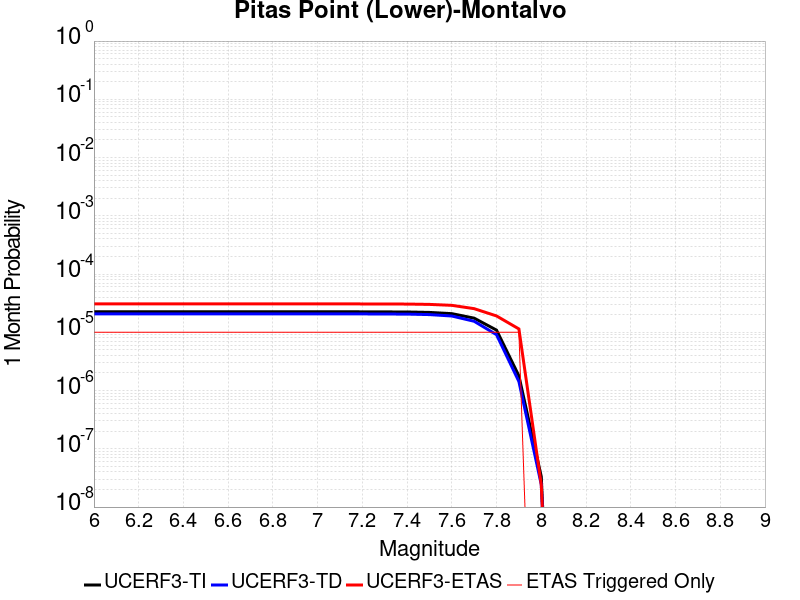 Pitas Point (Lower)-Montalvo
1 Month Probability
10^0
10^-1
10^-2
10^-3
10^-4
10^-5
10^-6
10^-7
10^-8
6 6.2 6.4 6.6 6.8 7 7.2 7.4 7.6 7.8 8 8.2 8.4 8.6 8.8 9
Magnitude
UCERF3-TI UCERF3-TD UCERF3-ETAS ETAS Triggered Only